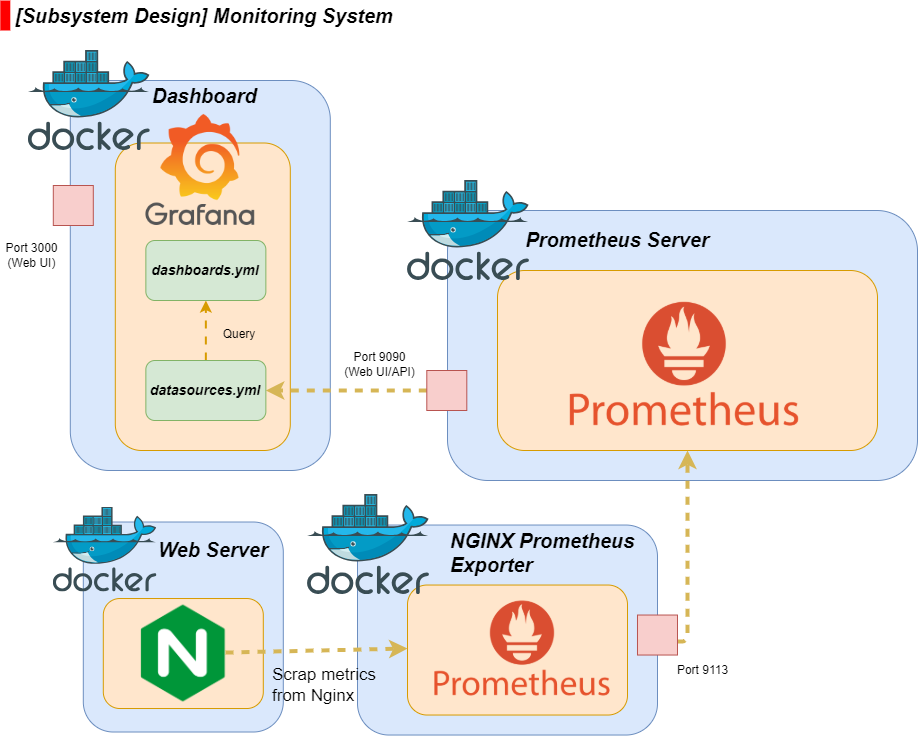 [Subsystem Design] Monitoring System
docker
Dashboard
Grafana
Port 3000
(Web UI)
dashboards.yml
Query
datasources.yml
Port 9090
(Web UI/API)
docker
Prometheus Server
Prometheus
docker
Web Server
Scrap metrics
from Nginx
docker
NGINX Prometheus
Exporter
Prometheus
Port 9113
N